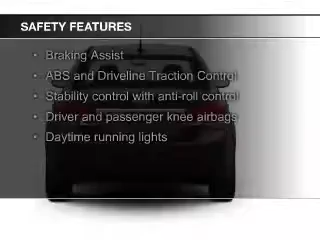 SAFETY FEATURES
• Braking Assist
• ABS and Driveline Traction Control
• Stability control with anti-roll control
• Driver and passenger knee airbags
• Daytime running lights